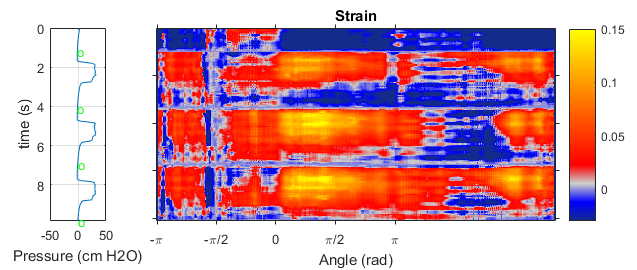 Strain
0
2
4
6
8
time (s)
-50
0
50
Pressure (cm H2O)
-π
-π/2
0
π/2
π
Angle (rad)
0.15
0.1
0.05
0